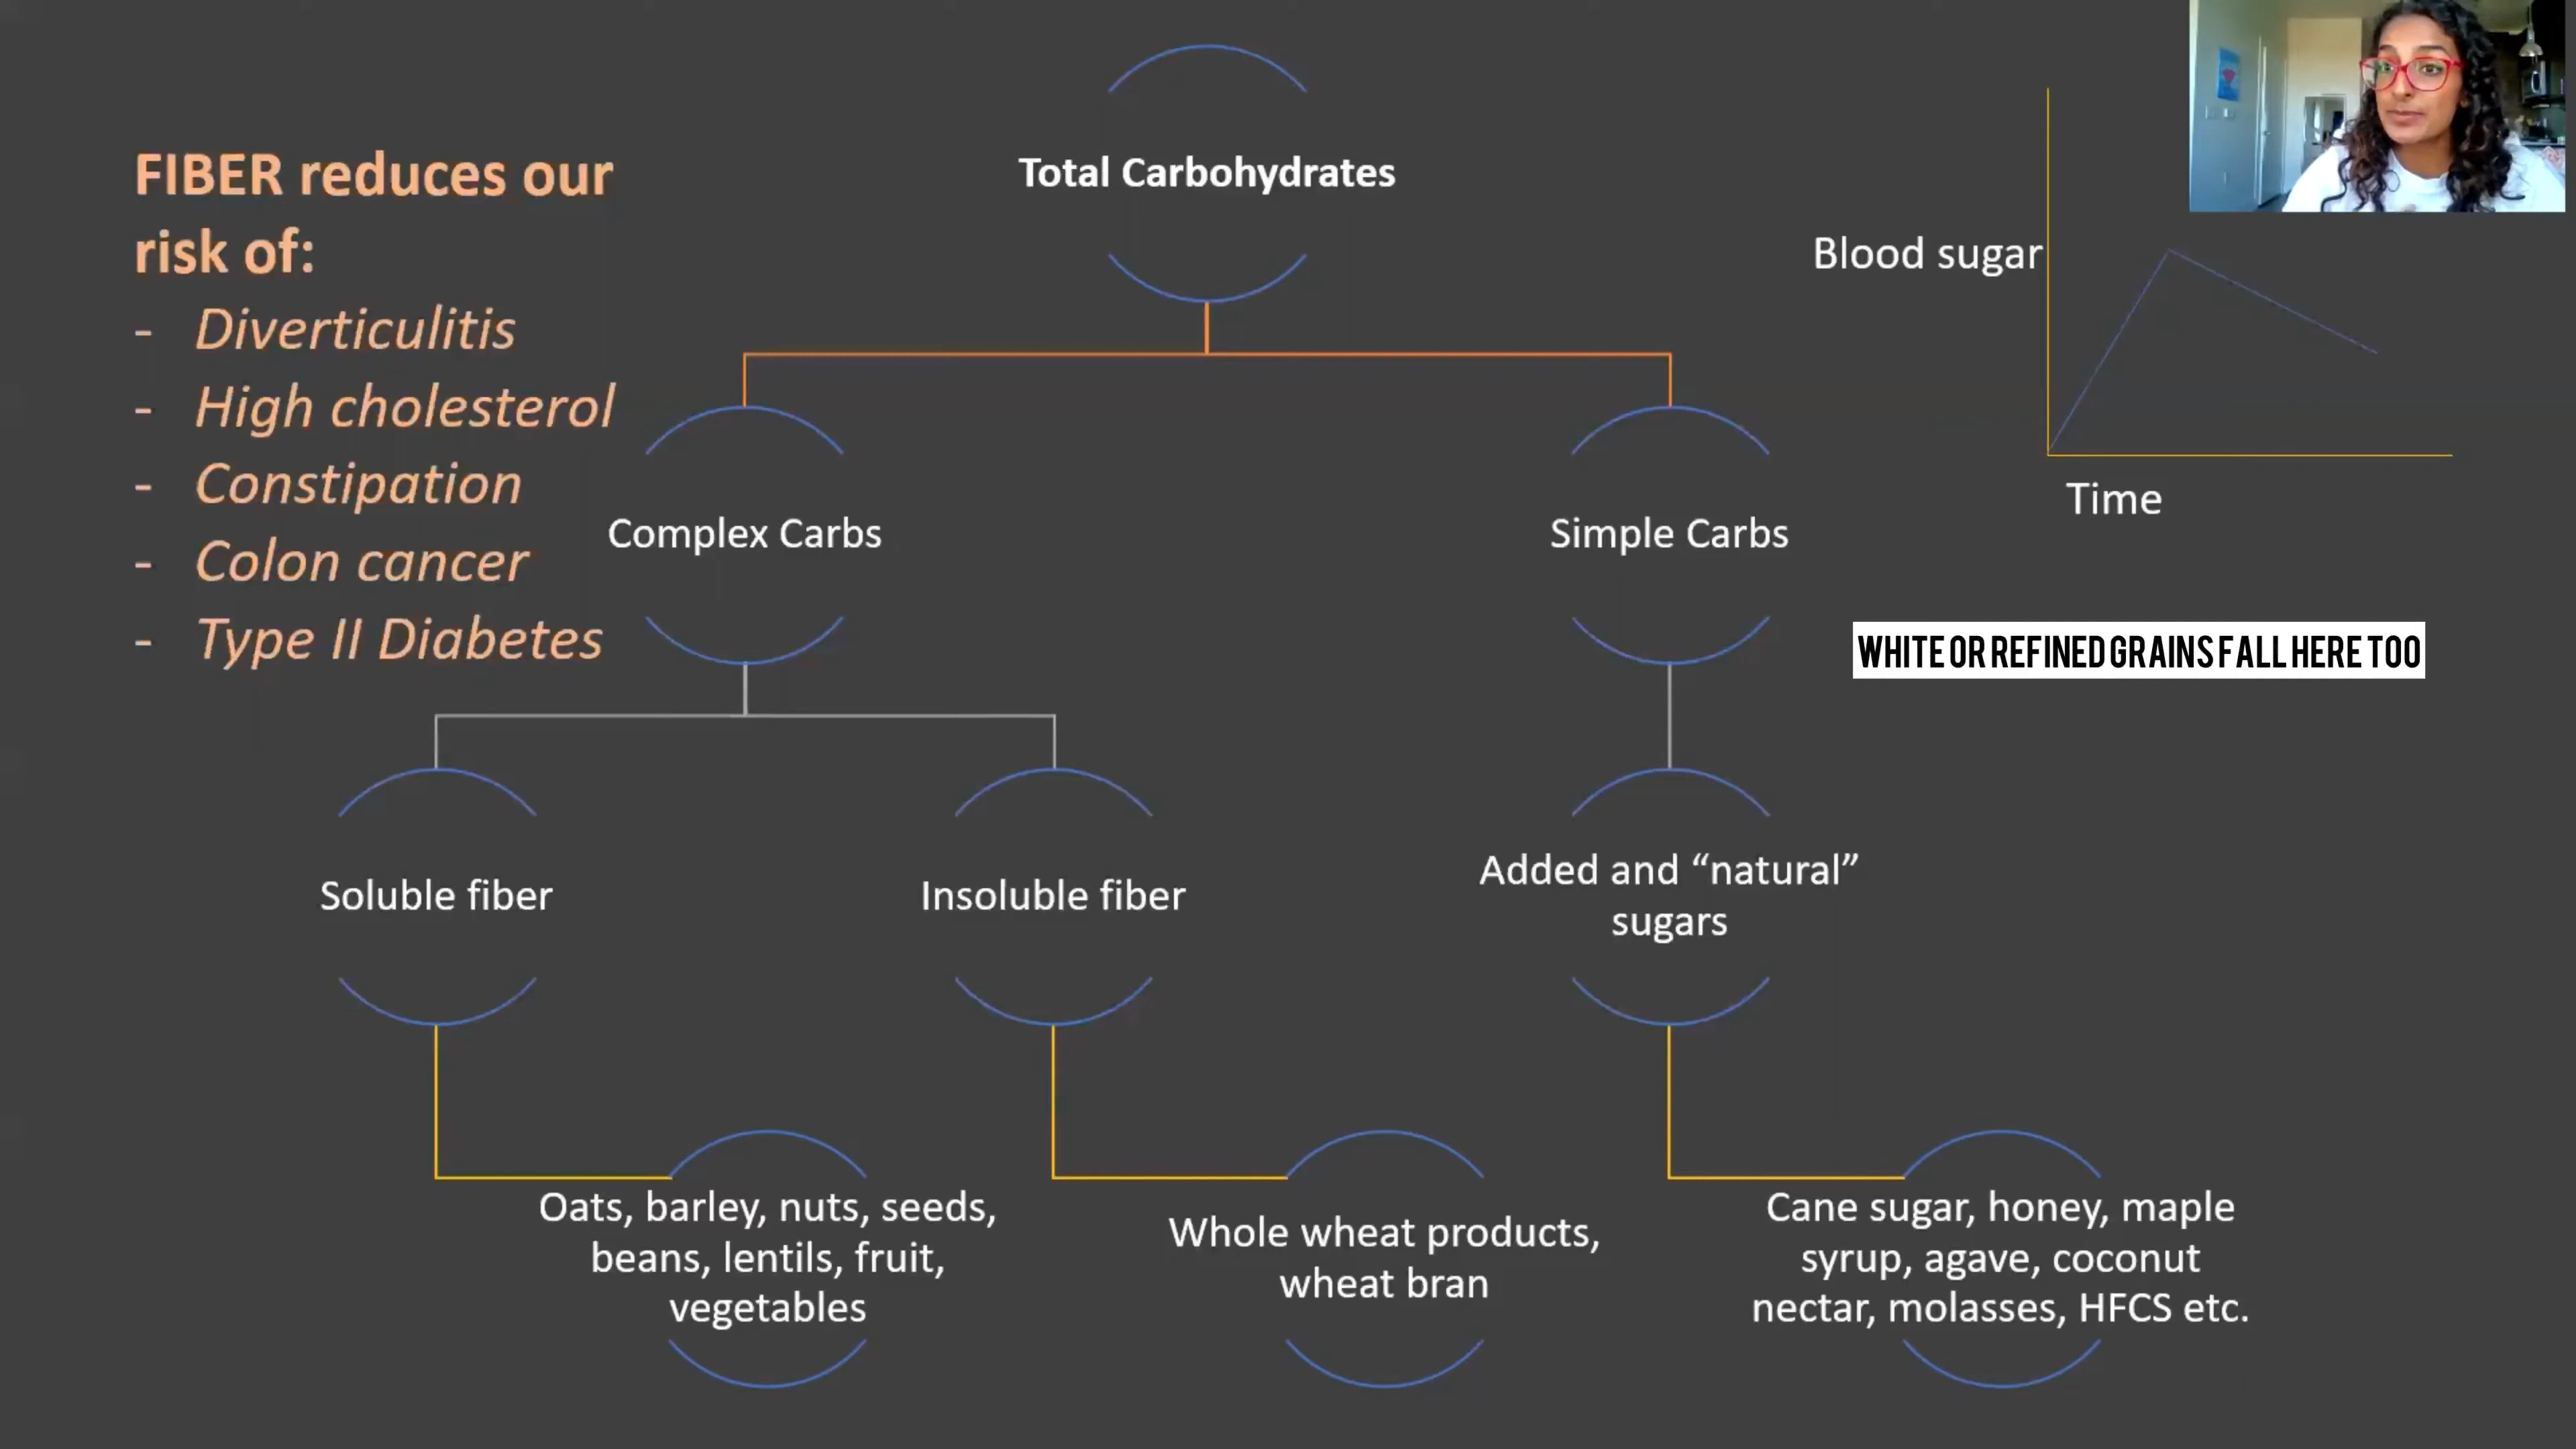 FIBER reduces our
risk of:
- Diverticulitis
- High cholesterol
- Constipation
- Colon cancer
- Type II Diabetes
Total Carbohydrates
Complex Carbs
Simple Carbs
Blood sugar
Time
WHITE OR REFINED GRAINS FALL HERE TOO
Soluble fiber
Insoluble fiber
Added and “natural”
sugars
Oats, barley, nuts, seeds,
beans, lentils, fruit,
vegetables
Whole wheat products,
wheat bran
Cane sugar, honey, maple
syrup, agave, coconut
nectar, molasses, HFCS etc.